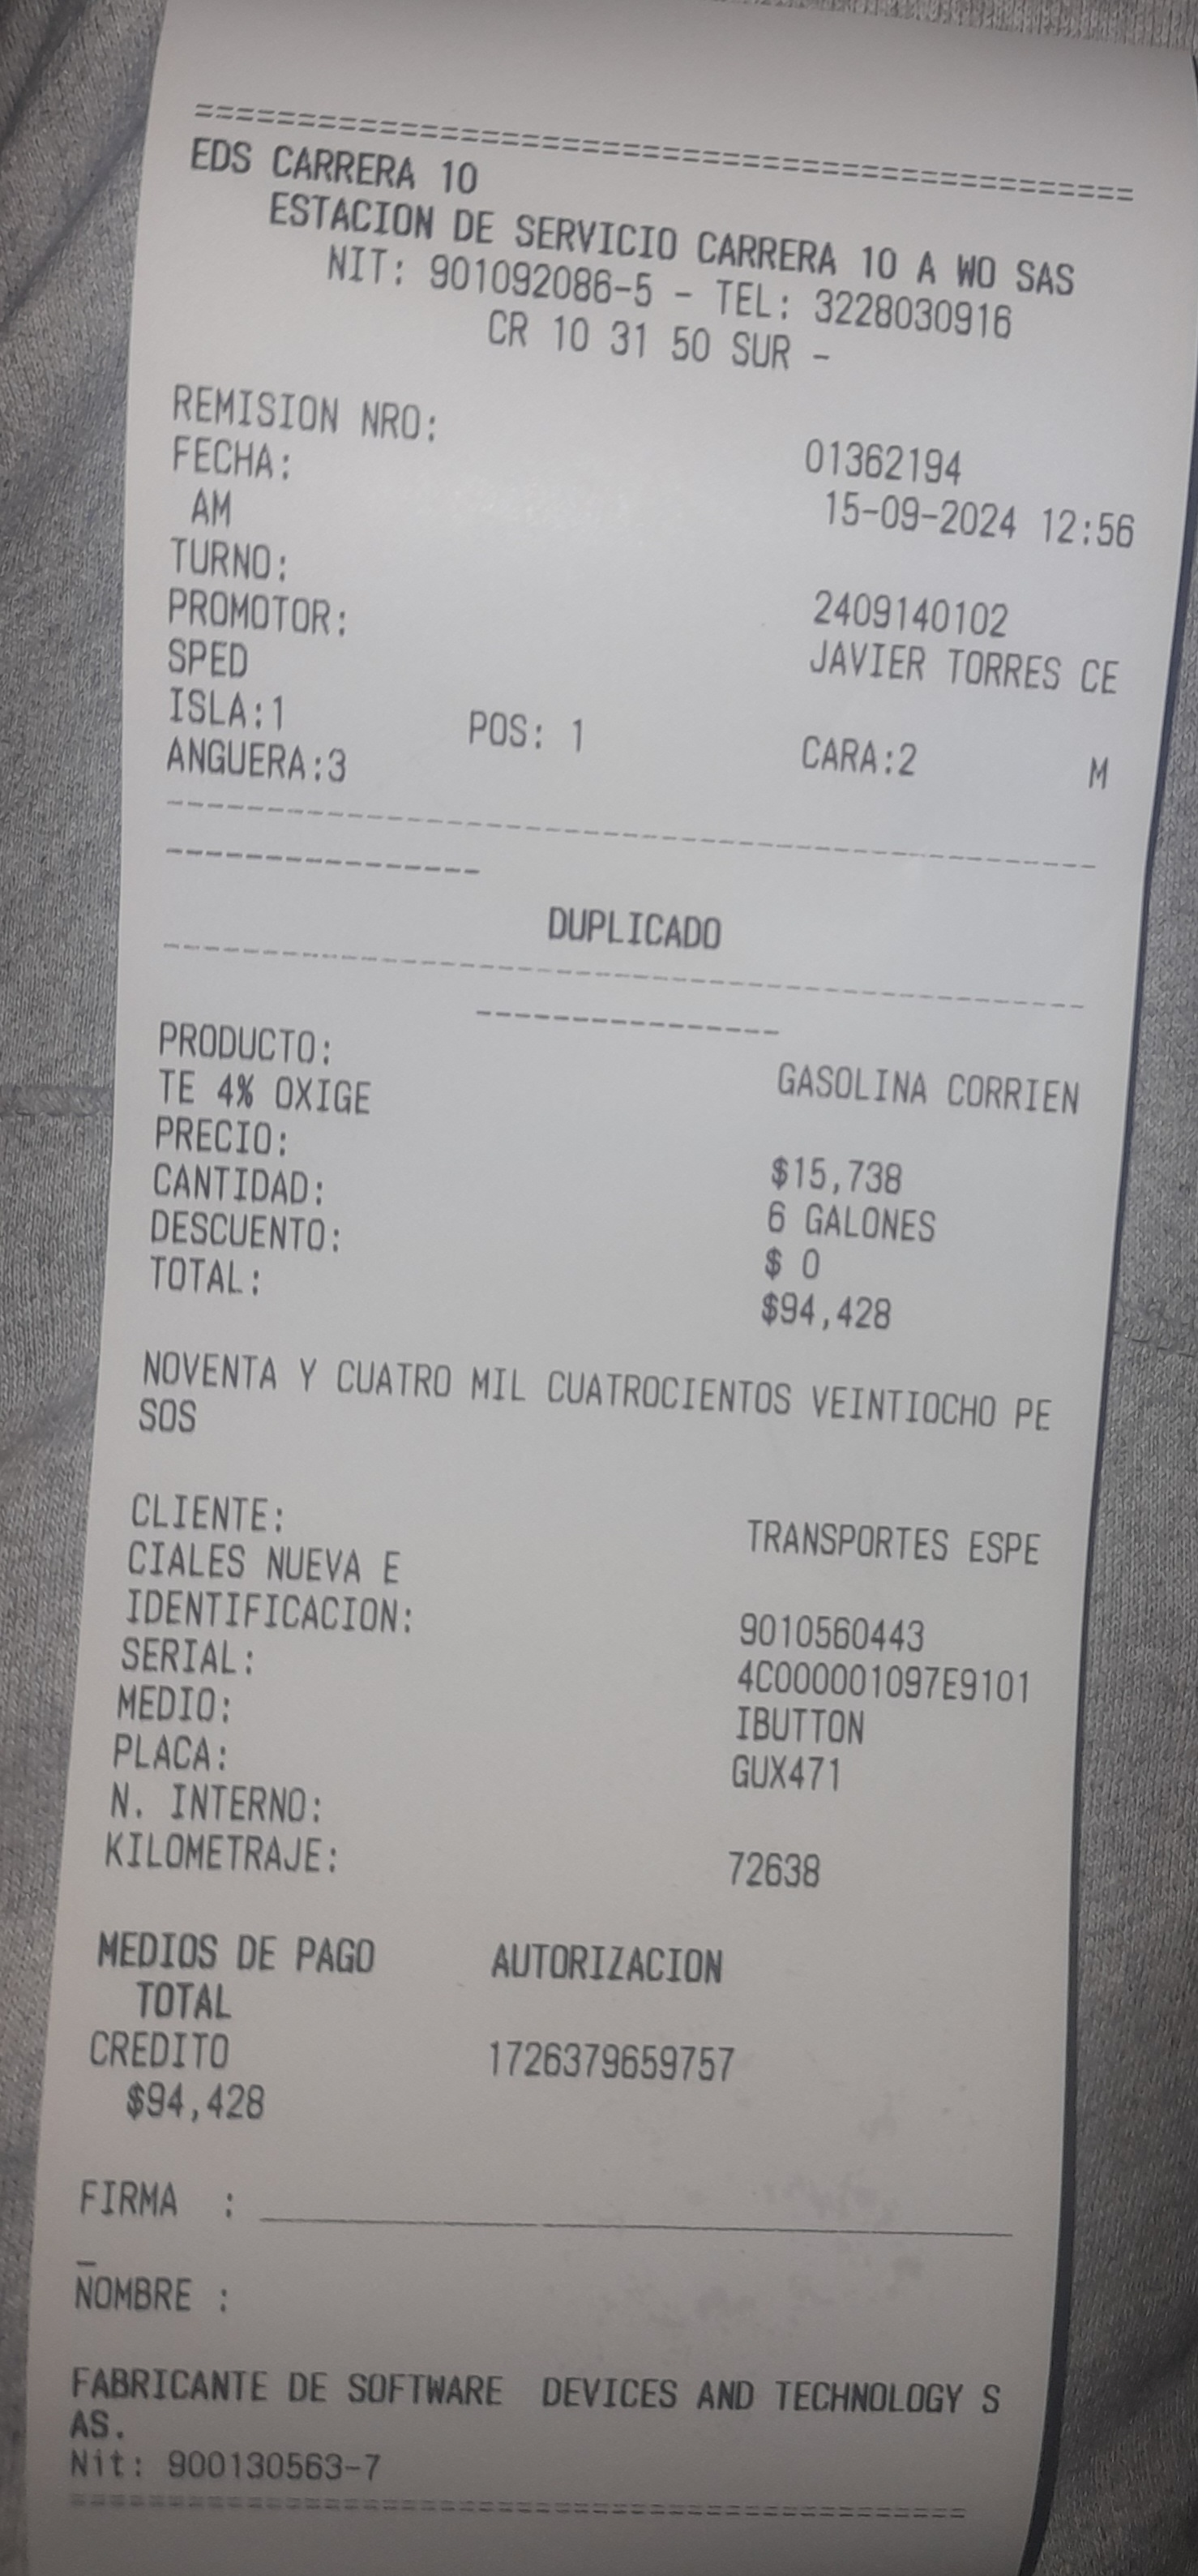 ================================================
EDS CARRERA 10
ESTACION DE SERVICIO CARRERA 10 A WO SAS
NIT: 901092086-5 - TEL: 3228030916
CR 10 31 50 SUR -
REMISION NRO: 01362194
FECHA: 15-09-2024 12:56
AM
TURNO: 2409140102
PROMOTOR: JAVIER TORRES CE
SPED
ISLA:1 POS: 1 CARA:2 M
ANGUERA:3
------------------------------------------------
----------------
DUPLICADO
------------------------------------------------
----------------
PRODUCTO: GASOLINA CORRIEN
TE 4% OXIGE
PRECIO: $15,738
CANTIDAD: 6 GALONES
DESCUENTO: $ 0
TOTAL: $94,428
NOVENTA Y CUATRO MIL CUATROCIENTOS VEINTIOCHO PE
SOS
CLIENTE: TRANSPORTES ESPE
CIALES NUEVA E
IDENTIFICACION: 9010560443
SERIAL: 4C000001097E9101
MEDIO: IBUTTON
PLACA: GUX471
N. INTERNO:
KILOMETRAJE: 72638
MEDIOS DE PAGO AUTORIZACION
TOTAL
CREDITO 1726379659757
$94,428
FIRMA : ______________________________________
_
NOMBRE :
FABRICANTE DE SOFTWARE DEVICES AND TECHNOLOGY S
AS.
Nit: 900130563-7
================================================